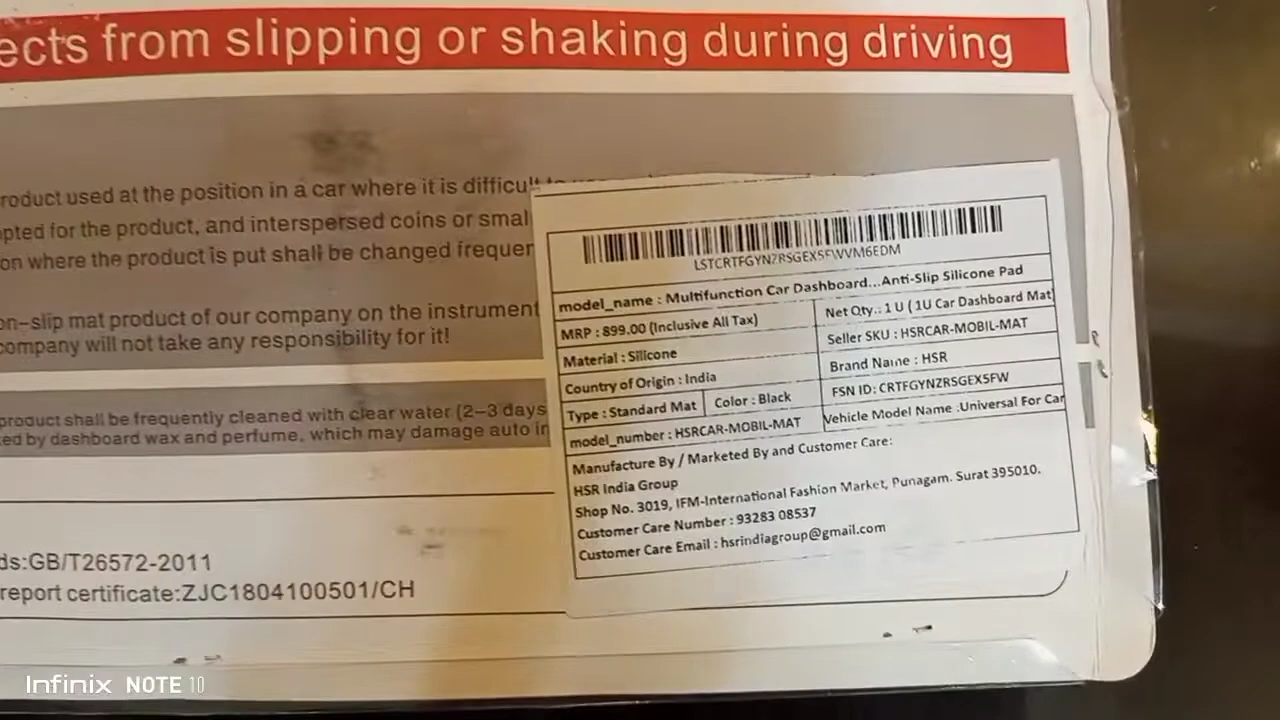 ects from slipping or shaking during driving
roduct used at the position in a car where it is difficult
pted for the product, and interspersed coins or smal
on where the product is put shall be changed frequer
on-slip mat product of our company on the instrument
company will not take any responsibility for it!
product shall be frequently cleaned with clear water (2-3 days
ed by dashboard wax and perfume, which may damage auto in
ds:GB/T26572-2011
report certificate:ZJC1804100501/CH
LSTCRTFGYNZRSGEX5FWVM6EDM
model_name : Multifunction Car Dashboard...Anti-Slip Silicone Pad
MRP : 899.00 (Inclusive All Tax)
Net Qty.: 1 U ( 1U Car Dashboard Mat)
Material : Silicone
Seller SKU : HSRCAR-MOBIL-MAT
Country of Origin : India
Brand Name : HSR
Type : Standard Mat
Color : Black
FSN ID: CRTFGYNZRSGEX5FW
model_number : HSRCAR-MOBIL-MAT
Vehicle Model Name :Universal For Car
Manufacture By / Marketed By and Customer Care:
HSR India Group
Shop No. 3019, IFM-International Fashion Market, Punagam. Surat 395010.
Customer Care Number : 93283 08537
Customer Care Email : hsrindiagroup@gmail.com
Infinix NOTE 10